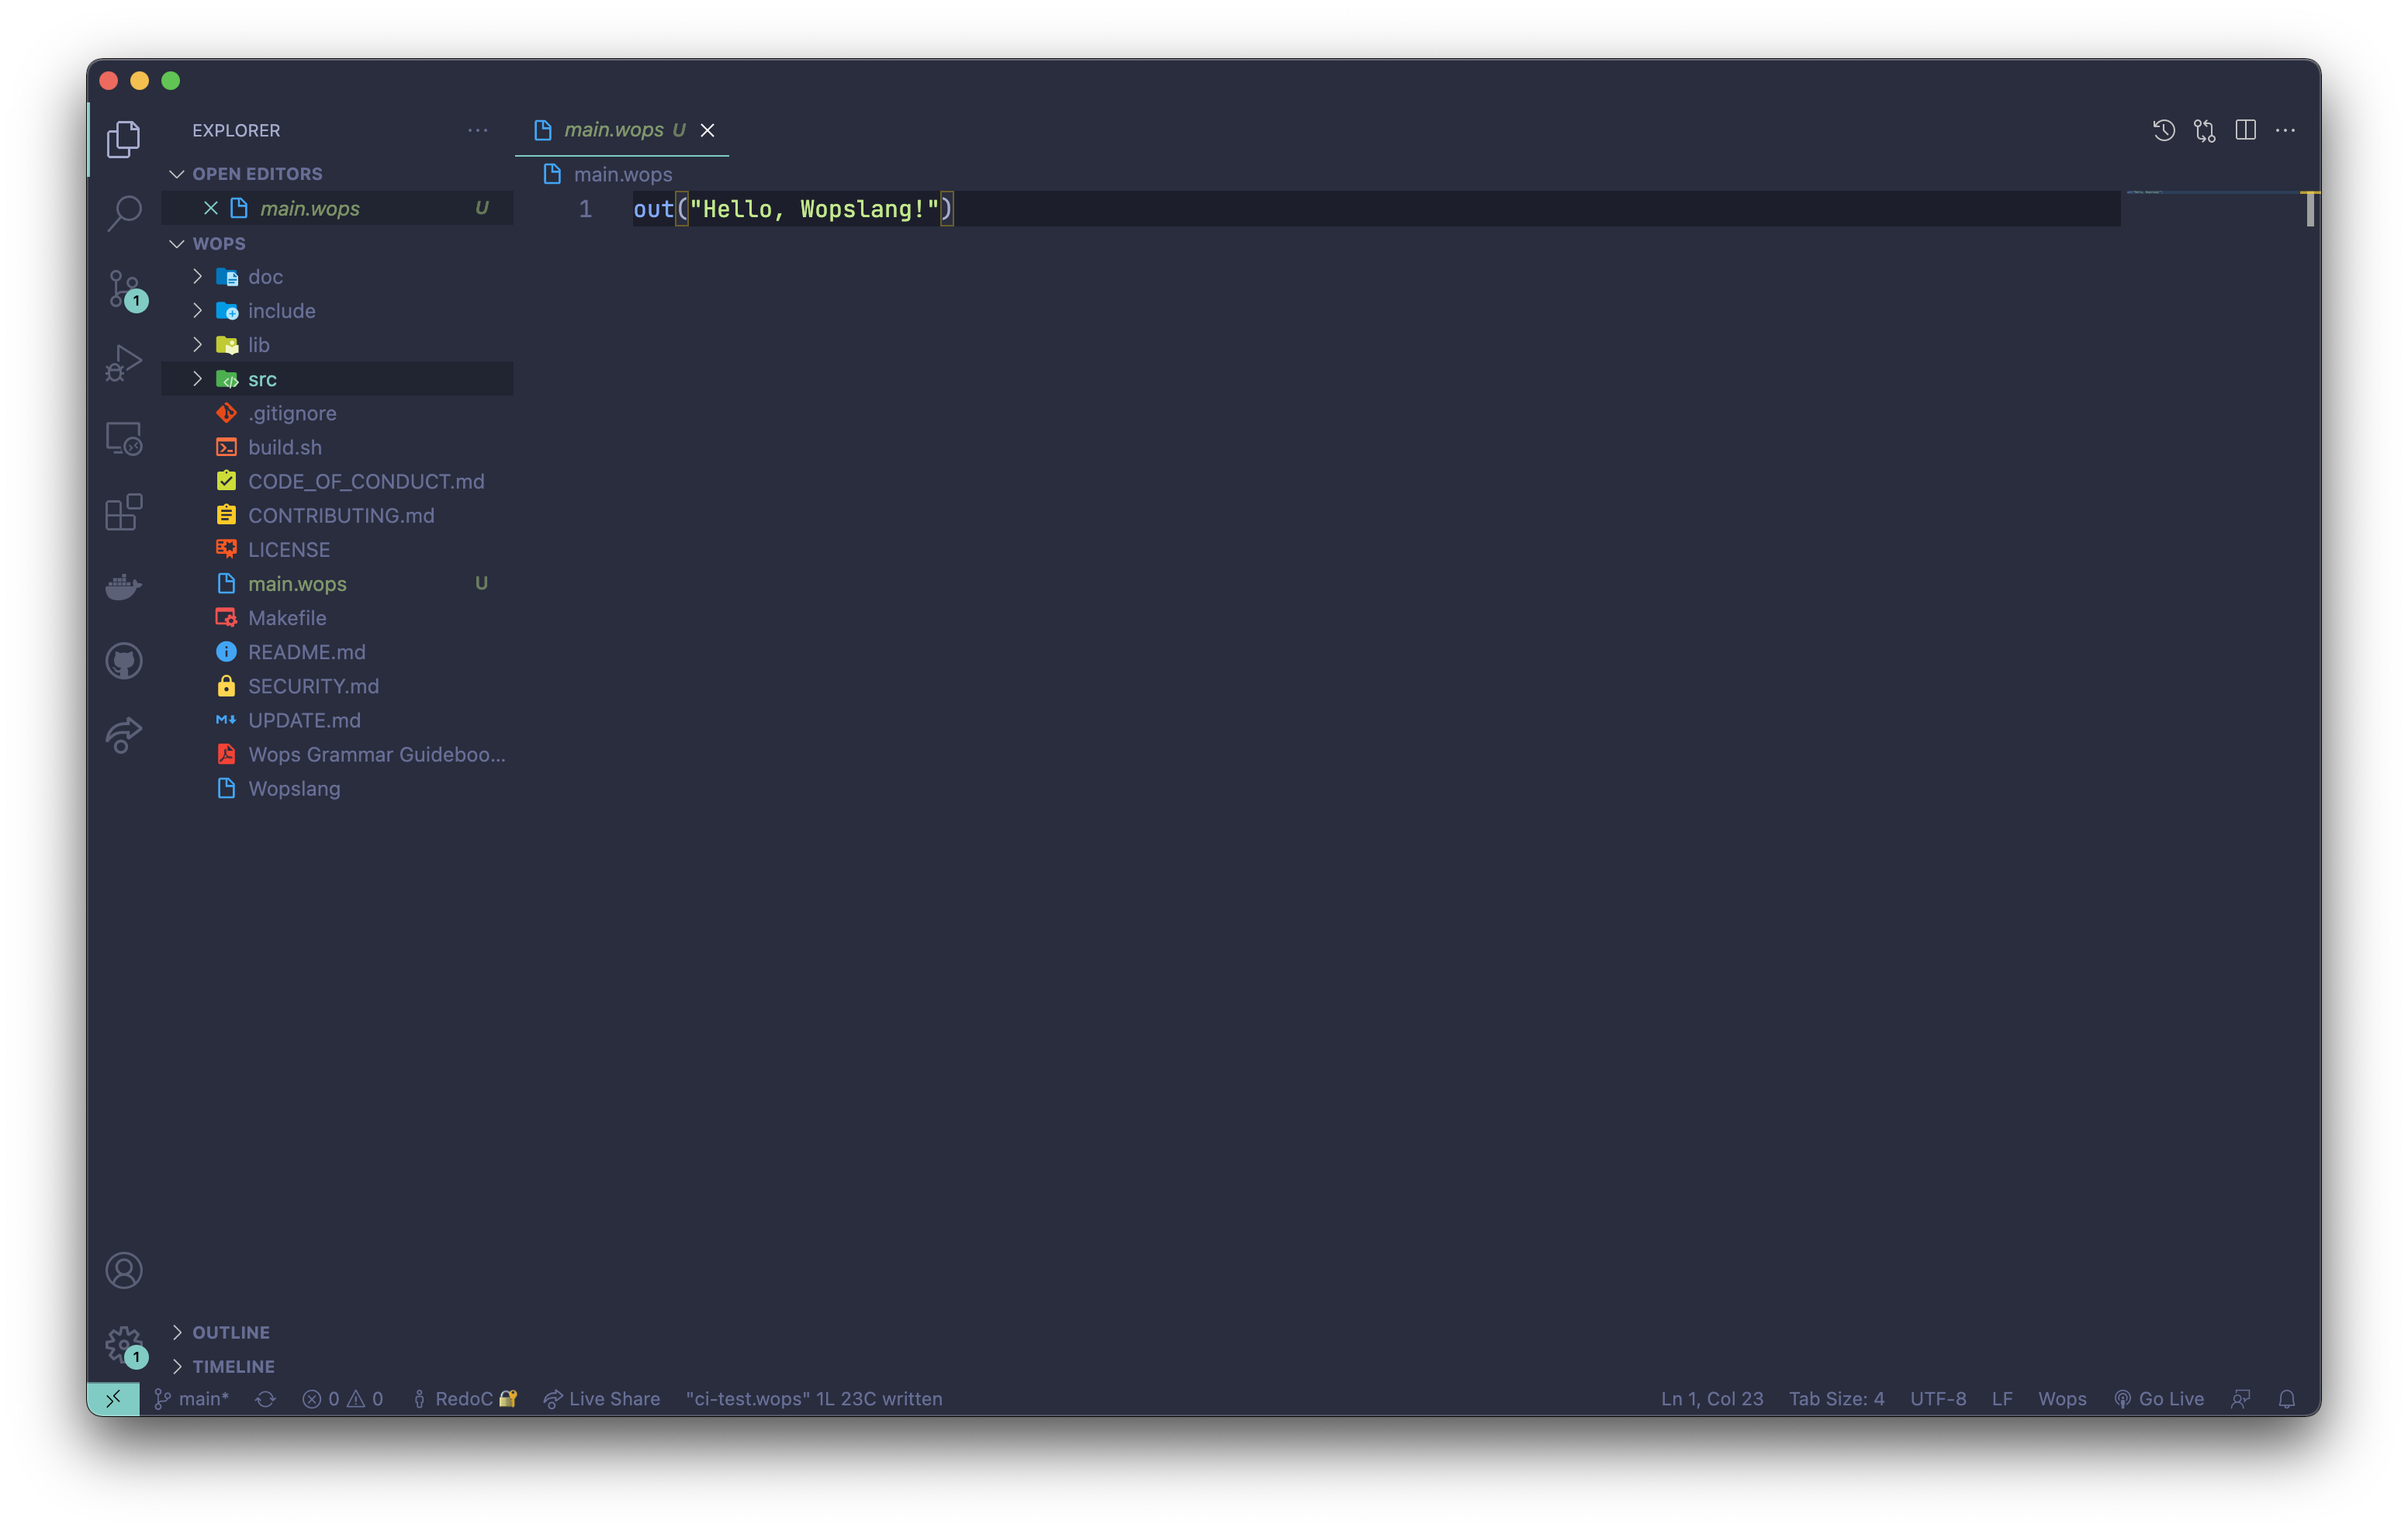 EXPLORER
main.wops U
OPEN EDITORS
main.wops
main.wops U
1 out("Hello, Wopslang!")
WOPS
doc
include
1
lib
src
.gitignore
build.sh
CODE_OF_CONDUCT.md
CONTRIBUTING.md
LICENSE
main.wops U
Makefile
README.md
SECURITY.md
UPDATE.md
Wops Grammar Guideboo...
Wopslang
OUTLINE
1
TIMELINE
main* 0 0 RedoC Live Share "ci-test.wops" 1L 23C written Ln 1, Col 23 Tab Size: 4 UTF-8 LF Wops Go Live